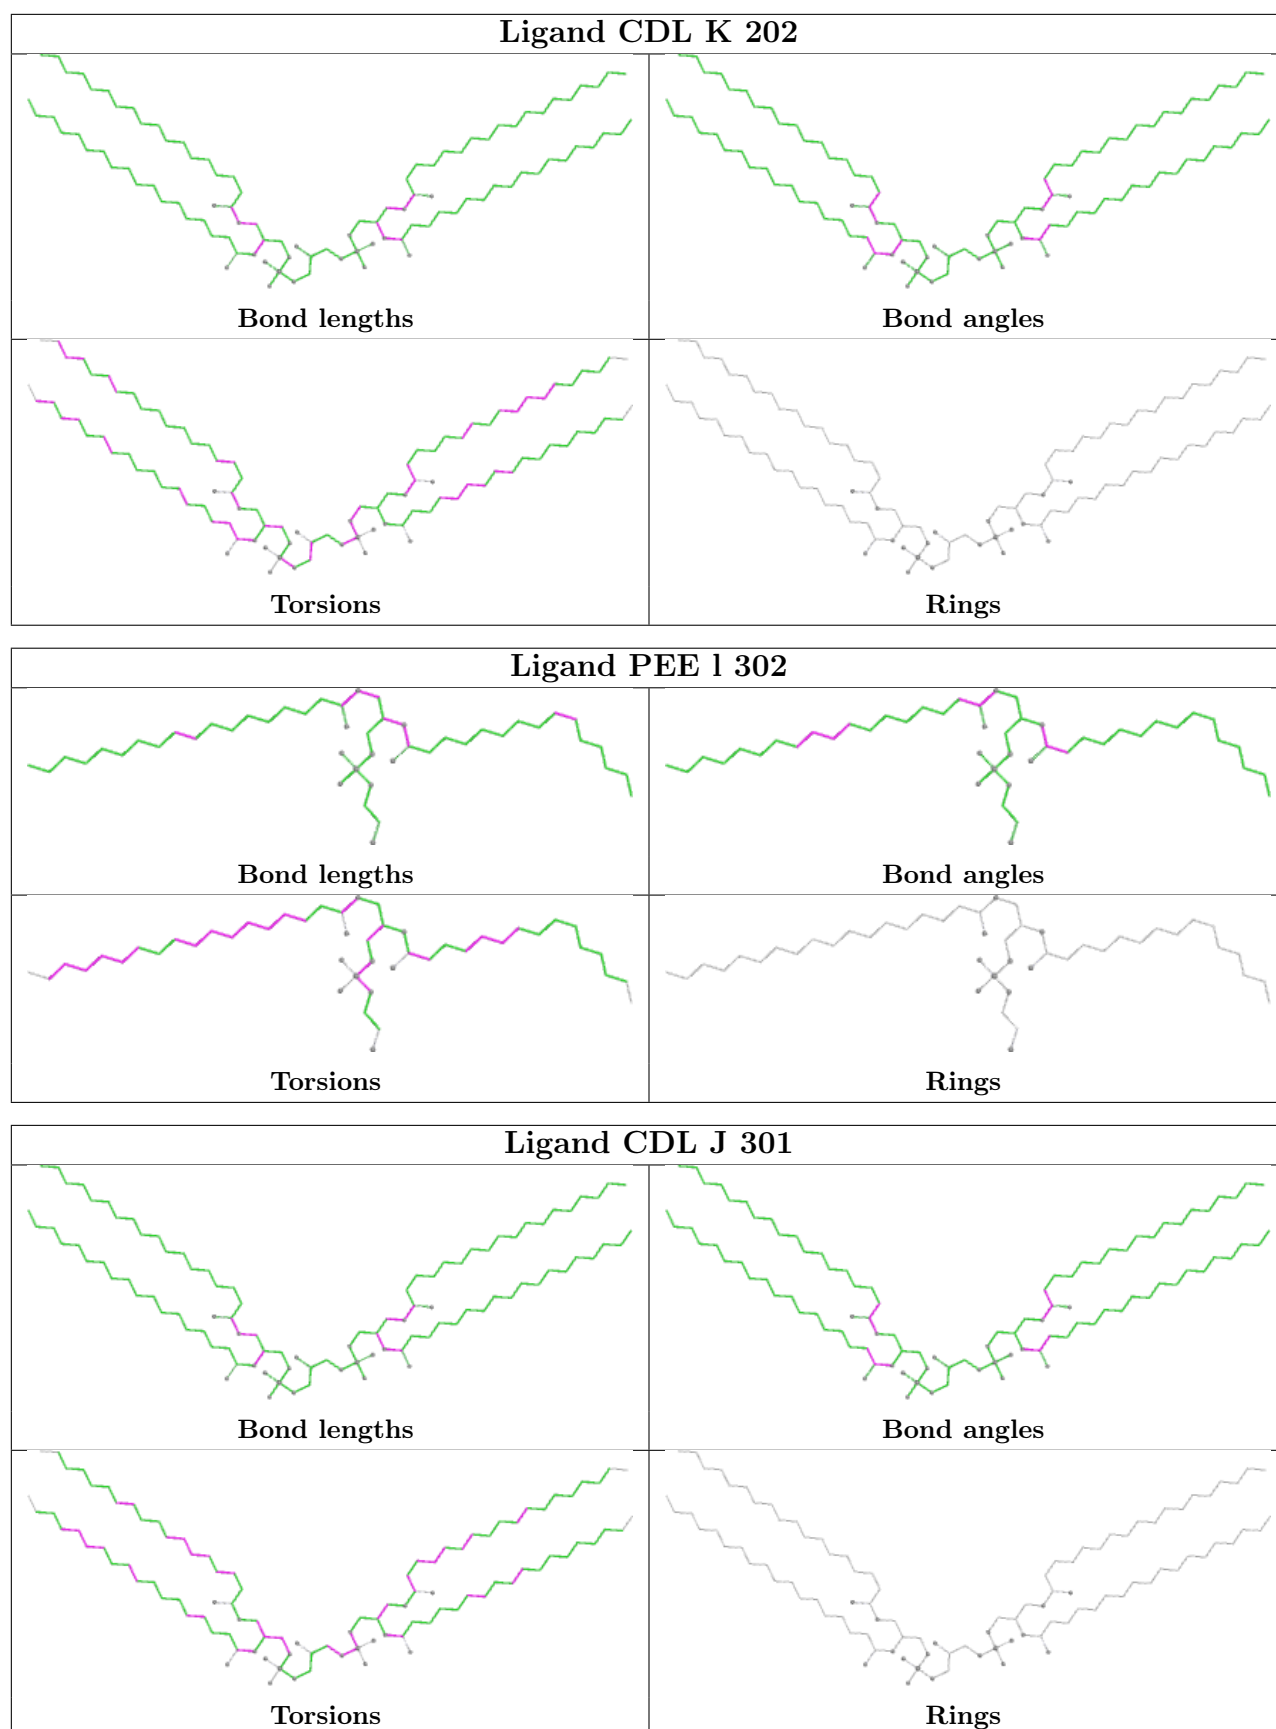 Ligand CDL K 202
Bond lengths
Bond angles
Torsions
Rings
Ligand PEE l 302
Bond lengths
Bond angles
Torsions
Rings
Ligand CDL J 301
Bond lengths
Bond angles
Torsions
Rings